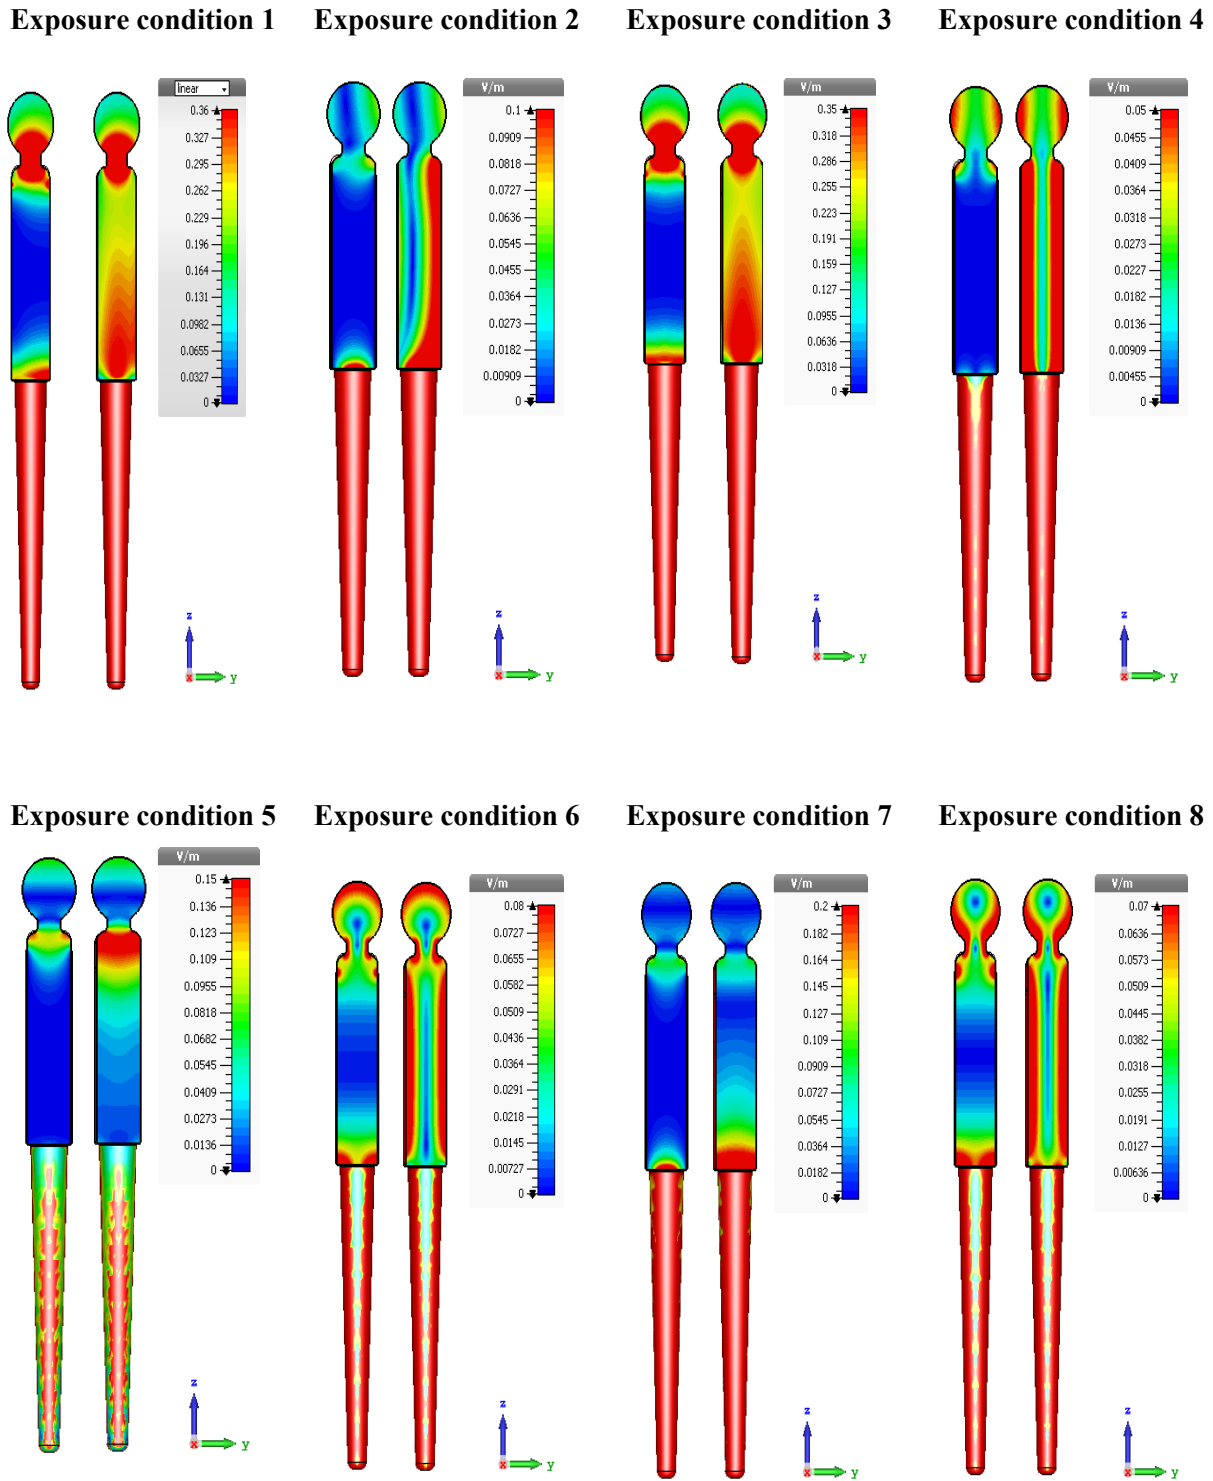 Exposure condition 1
linear
0.36
0.327
0.295
0.262
0.229
0.196
0.164
0.131
0.0982
0.0655
0.0327
0
z
x
y
Exposure condition 2
V/m
0.1
0.0909
0.0818
0.0727
0.0636
0.0545
0.0455
0.0364
0.0273
0.0182
0.00909
0
z
x
y
Exposure condition 3
V/m
0.35
0.318
0.286
0.255
0.223
0.191
0.159
0.127
0.0955
0.0636
0.0318
0
z
x
y
Exposure condition 4
V/m
0.05
0.0455
0.0409
0.0364
0.0318
0.0273
0.0227
0.0182
0.0136
0.00909
0.00455
0
z
x
y
Exposure condition 5
V/m
0.15
0.136
0.123
0.109
0.0955
0.0818
0.0682
0.0545
0.0409
0.0273
0.0136
0
z
x
y
Exposure condition 6
V/m
0.08
0.0727
0.0655
0.0582
0.0509
0.0436
0.0364
0.0291
0.0218
0.0145
0.00727
0
z
x
y
Exposure condition 7
V/m
0.2
0.182
0.164
0.145
0.127
0.109
0.0909
0.0727
0.0545
0.0364
0.0182
0
z
x
y
Exposure condition 8
V/m
0.07
0.0636
0.0573
0.0509
0.0445
0.0382
0.0318
0.0255
0.0191
0.0127
0.00636
0
z
x
y